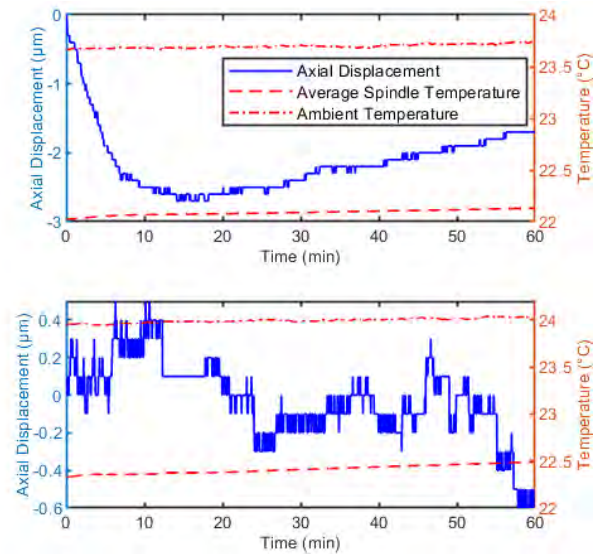 0
-1
-2
-3
Axial Displacement (μm)
Axial Displacement
Average Spindle Temperature
Ambient Temperature
24
23.5
23
22.5
22
Temperature (°C)
0 10 20 30 40 50 60
Time (min)
0.4
0.2
0
-0.2
-0.4
-0.6
Axial Displacement (μm)
24
23.5
23
22.5
22
Temperature (°C)
0 10 20 30 40 50 60
Time (min)